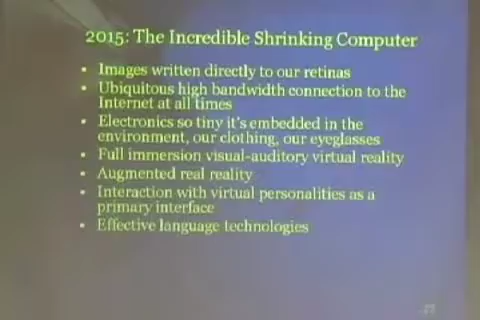 2015: The Incredible Shrinking Computer
• Images written directly to our retinas
• Ubiquitous high bandwidth connection to the
Internet at all times
• Electronics so tiny it's embedded in the
environment, our clothing, our eyeglasses
• Full immersion visual-auditory virtual reality
• Augmented real reality
• Interaction with virtual personalities as a
primary interface
• Effective language technologies